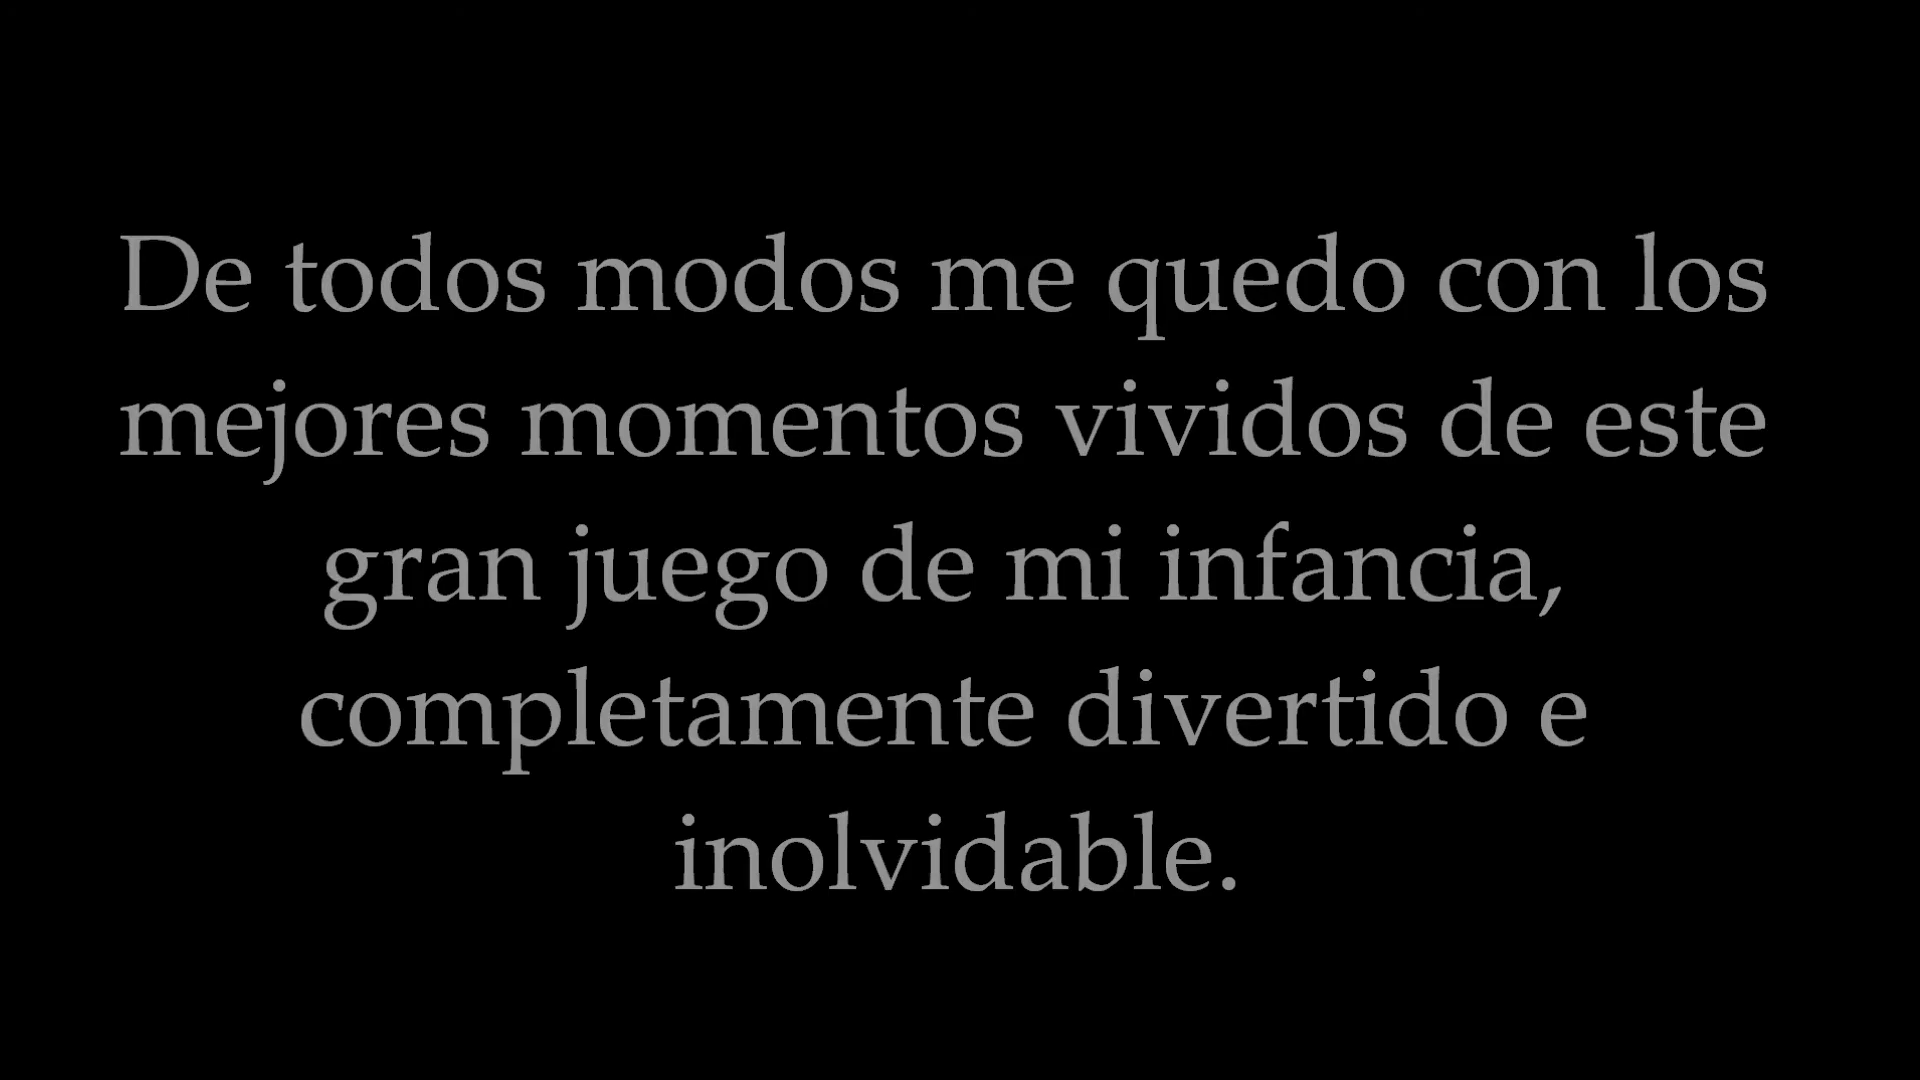 De todos modos me quedo con los
mejores momentos vividos de este
gran juego de mi infancia,
completamente divertido e
inolvidable.